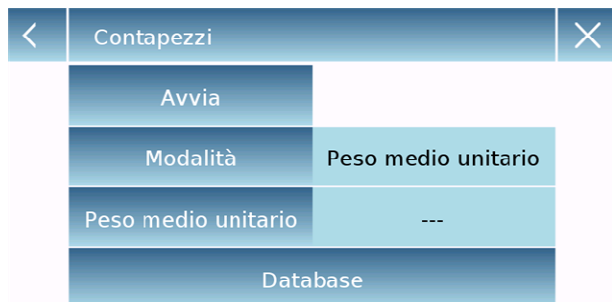 Contapezzi
Avvia
Modalità Peso medio unitario
Peso medio unitario ---
Database